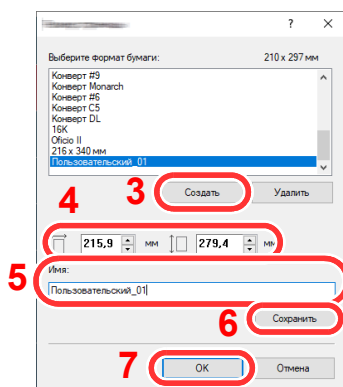 ?
Выберите формат бумаги: 210 x 297 мм
Конверт #9
Конверт Monarch
Конверт #6
Конверт C5
Конверт DL
16K
Oficio II
216 x 340 мм
Пользовательский_01
3 Создать Удалить
4
215,9 мм 279,4 мм
5 Имя:
Пользовательский_01
6 Сохранить
7 OK Отмена